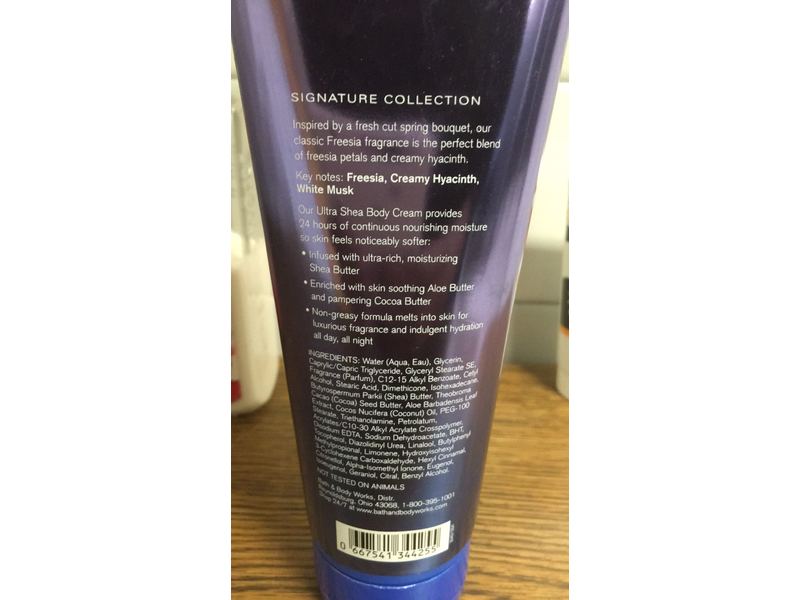 SIGNATURE COLLECTION
Inspired by a fresh cut spring bouquet, our
classic Freesia fragrance is the perfect blend
of freesia petals and creamy hyacinth.
Key notes: Freesia, Creamy Hyacinth,
White Musk
Our Ultra Shea Body Cream provides
24 hours of continuous nourishing moisture
so skin feels noticeably softer:
• Infused with ultra-rich, moisturizing
Shea Butter
• Enriched with skin soothing Aloe Butter
and pampering Cocoa Butter
• Non-greasy formula melts into skin for
luxurious fragrance and indulgent hydration
all day, all night
INGREDIENTS: Water (Aqua, Eau), Glycerin,
Caprylic/Capric Triglyceride, Glyceryl Stearate SE,
Fragrance (Parfum), C12-15 Alkyl Benzoate, Cetyl
Alcohol, Stearic Acid, Dimethicone, Isohexadecane,
Butyrospermum Parkii (Shea) Butter, Theobroma
Cacao (Cocoa) Seed Butter, Aloe Barbadensis Leaf
Extract, Cocos Nucifera (Coconut) Oil, PEG-100
Stearate, Triethanolamine, Petrolatum,
Acrylates/C10-30 Alkyl Acrylate Crosspolymer,
Disodium EDTA, Sodium Dehydroacetate, BHT,
Tocopherol, Diazolidinyl Urea, Linalool, Butylphenyl
Methylpropional, Limonene, Hydroxyisohexyl
3-Cyclohexene Carboxaldehyde, Hexyl Cinnamal,
Citronellol, Alpha-Isomethyl Ionone, Eugenol,
Isoeugenol, Geraniol, Citral, Benzyl Alcohol.
NOT TESTED ON ANIMALS
Bath & Body Works, Distr.
Reynoldsburg, Ohio 43068, 1-800-395-1001
Shop 24/7 at www.bathandbodyworks.com
0 667541 344255